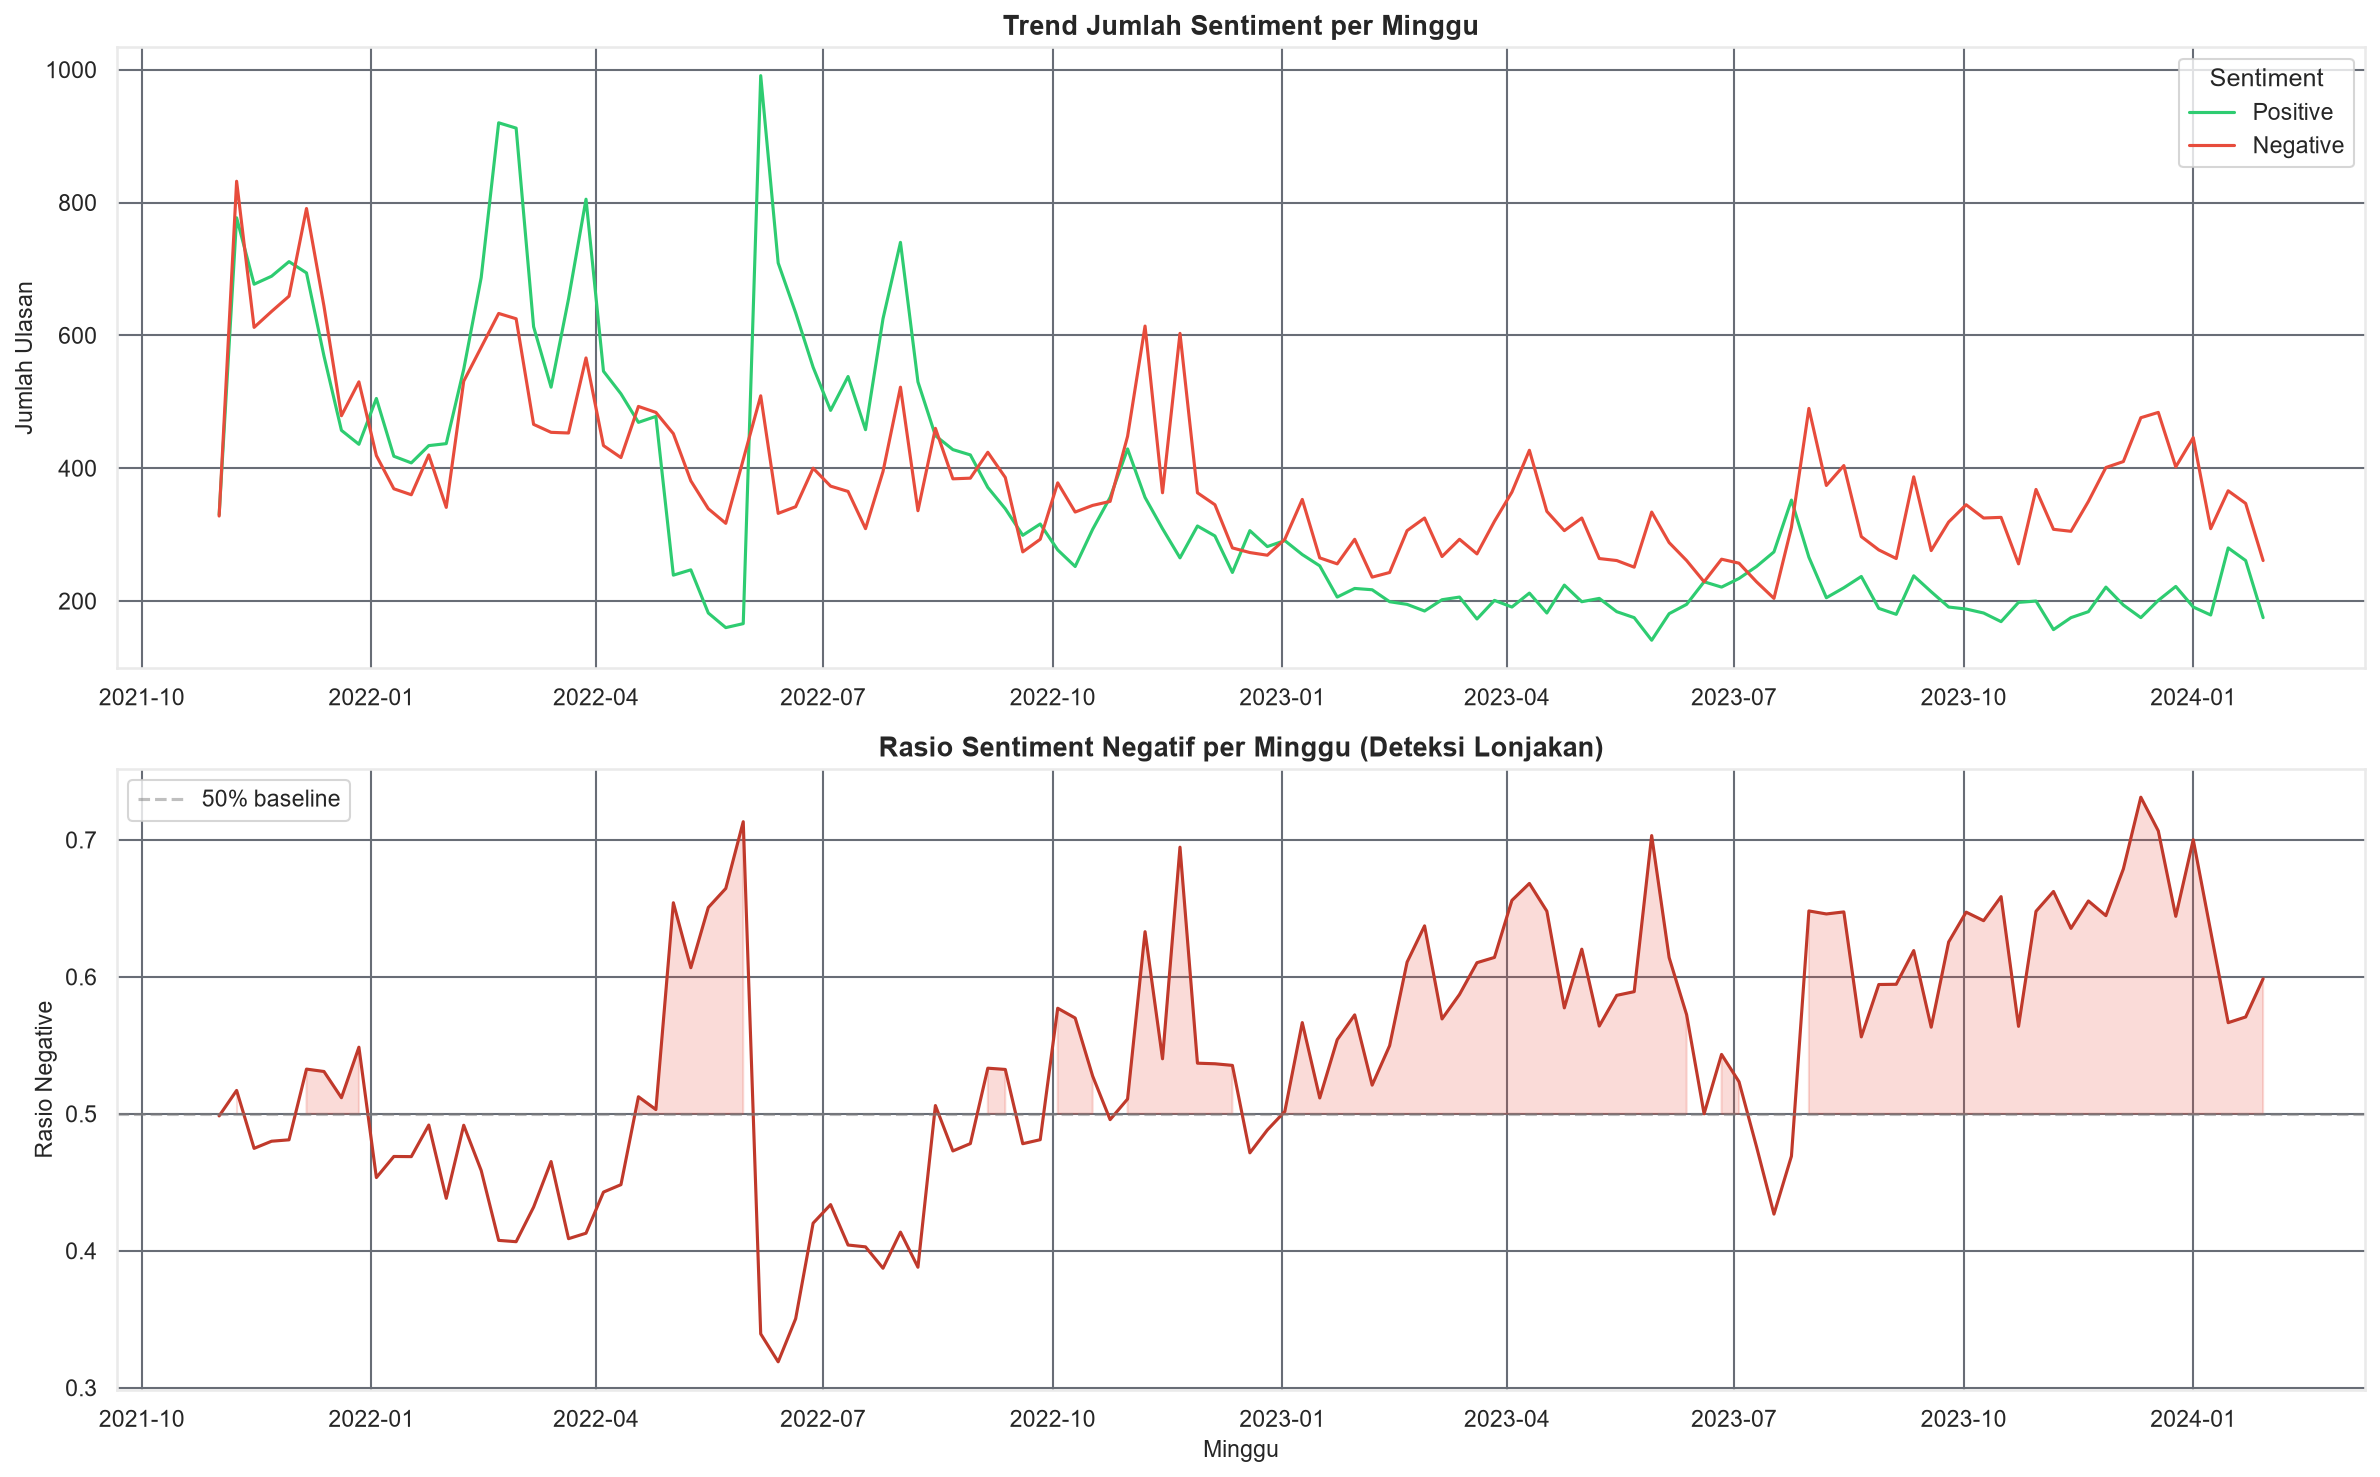 Trend Jumlah Sentiment per Minggu
Jumlah Ulasan
1000
800
600
400
200
Sentiment
Positive
Negative
2021-10 2022-01 2022-04 2022-07 2022-10 2023-01 2023-04 2023-07 2023-10 2024-01
Rasio Sentiment Negatif per Minggu (Deteksi Lonjakan)
50% baseline
Rasio Negative
0.7
0.6
0.5
0.4
0.3
2021-10 2022-01 2022-04 2022-07 2022-10 2023-01 2023-04 2023-07 2023-10 2024-01
Minggu